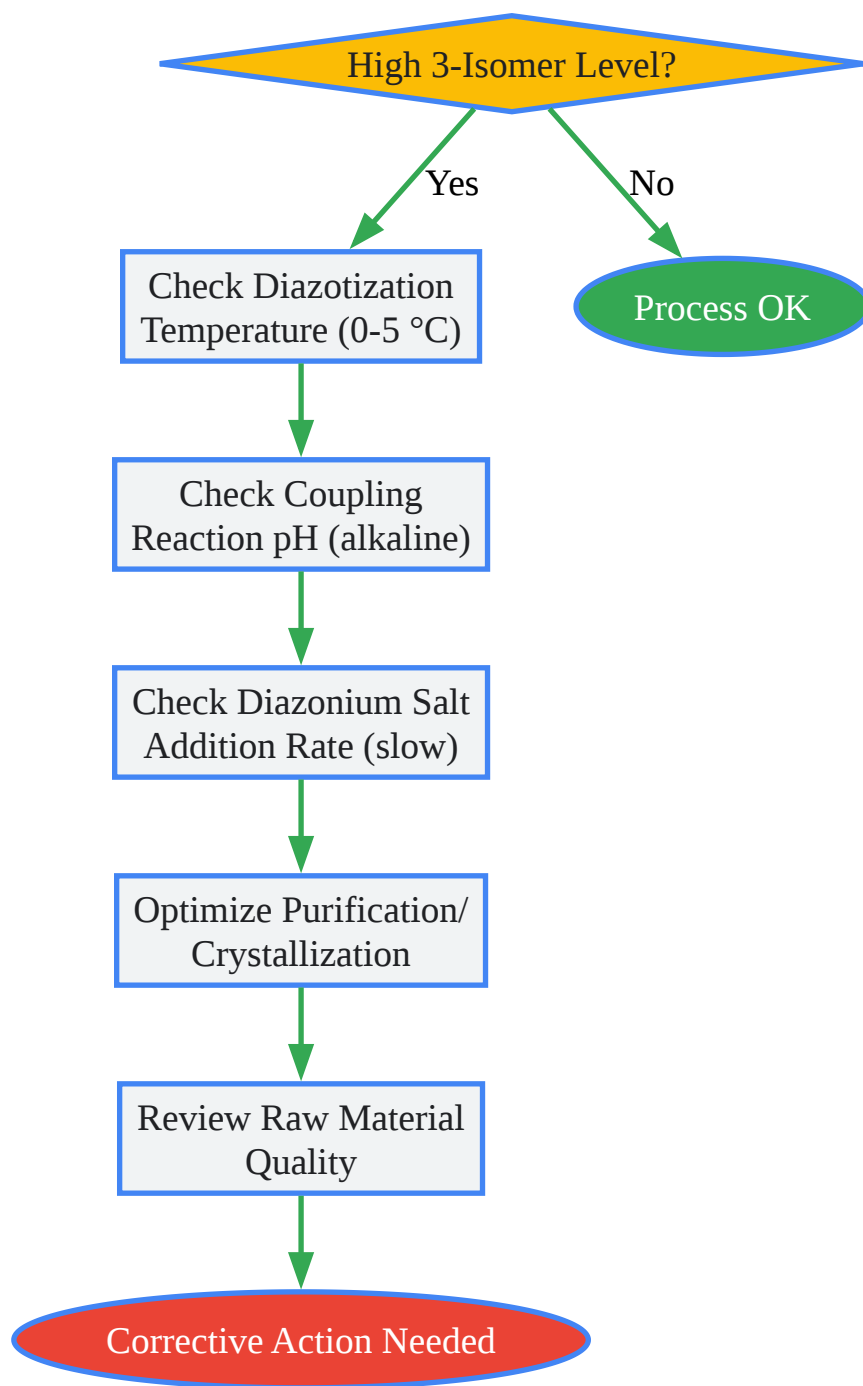 High 3-Isomer Level?
Yes
No
Check Diazotization
Temperature (0-5 °C)
Process OK
Check Coupling
Reaction pH (alkaline)
Check Diazonium Salt
Addition Rate (slow)
Optimize Purification/
Crystallization
Review Raw Material
Quality
Corrective Action Needed